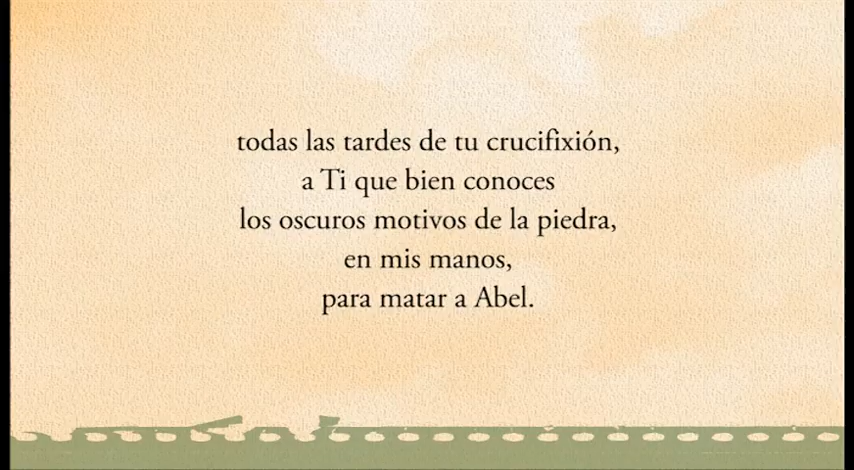 todas las tardes de tu crucifixión,
a Ti que bien conoces
los oscuros motivos de la piedra,
en mis manos,
para matar a Abel.